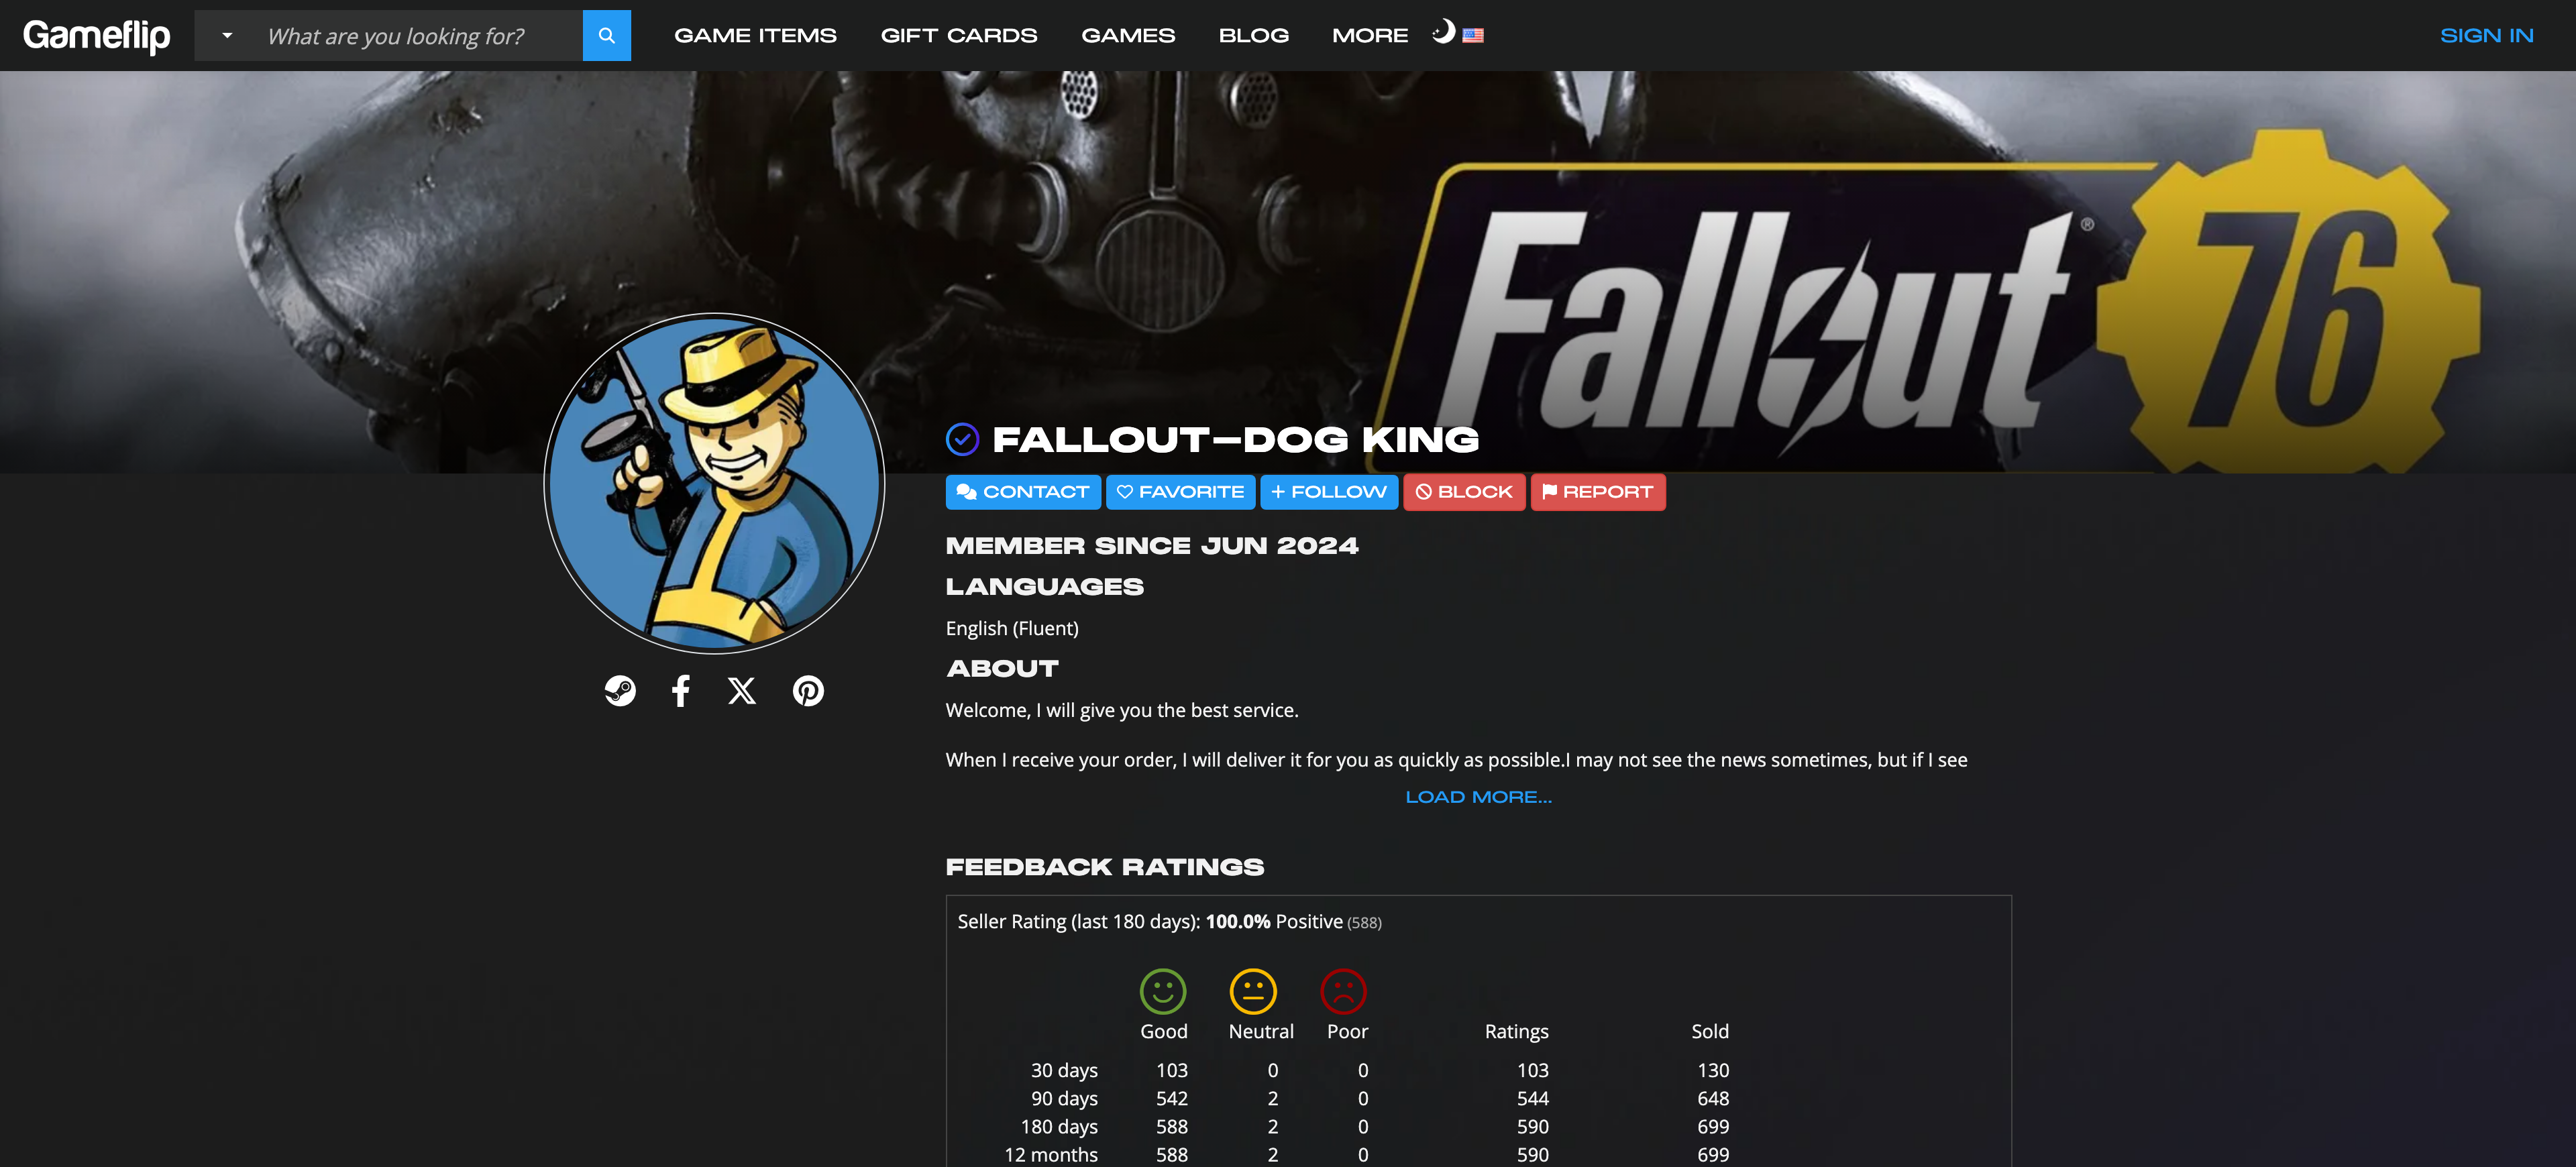 Gameflip What are you looking for? GAME ITEMS GIFT CARDS GAMES BLOG MORE SIGN IN
Fallout® 76
FALLOUT—DOG KING
CONTACT FAVORITE + FOLLOW BLOCK REPORT
MEMBER SINCE JUN 2024
LANGUAGES
English (Fluent)
ABOUT
Welcome, I will give you the best service.
When I receive your order, I will deliver it for you as quickly as possible.I may not see the news sometimes, but if I see
LOAD MORE...
FEEDBACK RATINGS
Seller Rating (last 180 days): 100.0% Positive (588)
Good Neutral Poor Ratings Sold
30 days 103 0 0 103 130
90 days 542 2 0 544 648
180 days 588 2 0 590 699
12 months 588 2 0 590 699